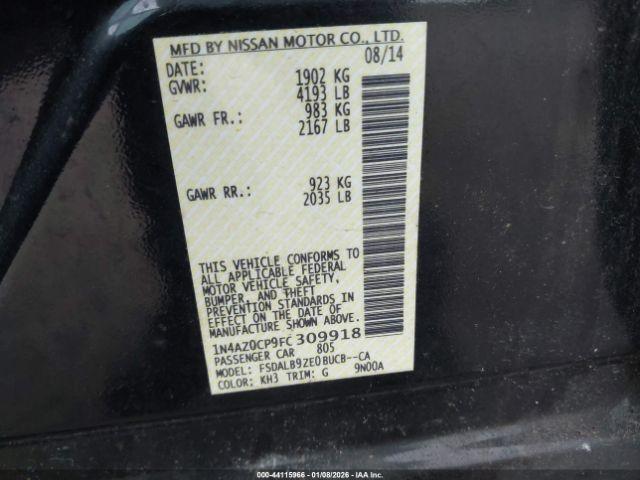 MFD BY NISSAN MOTOR CO., LTD.
DATE: 08/14
GVWR: 1902 KG
4193 LB
GAWR FR.: 983 KG
2167 LB
GAWR RR.: 923 KG
2035 LB
THIS VEHICLE CONFORMS TO
ALL APPLICABLE FEDERAL
MOTOR VEHICLE SAFETY,
BUMPER, AND THEFT
PREVENTION STANDARDS IN
EFFECT ON THE DATE OF
MANUFACTURE SHOWN ABOVE.
1N4AZ0CP9FC309918
PASSENGER CAR 805
MODEL: FSDALB9ZE0BUCB--CA
COLOR: KH3 TRIM: G 9N00A
000-44115966 - 01/08/2026 - IAA Inc.